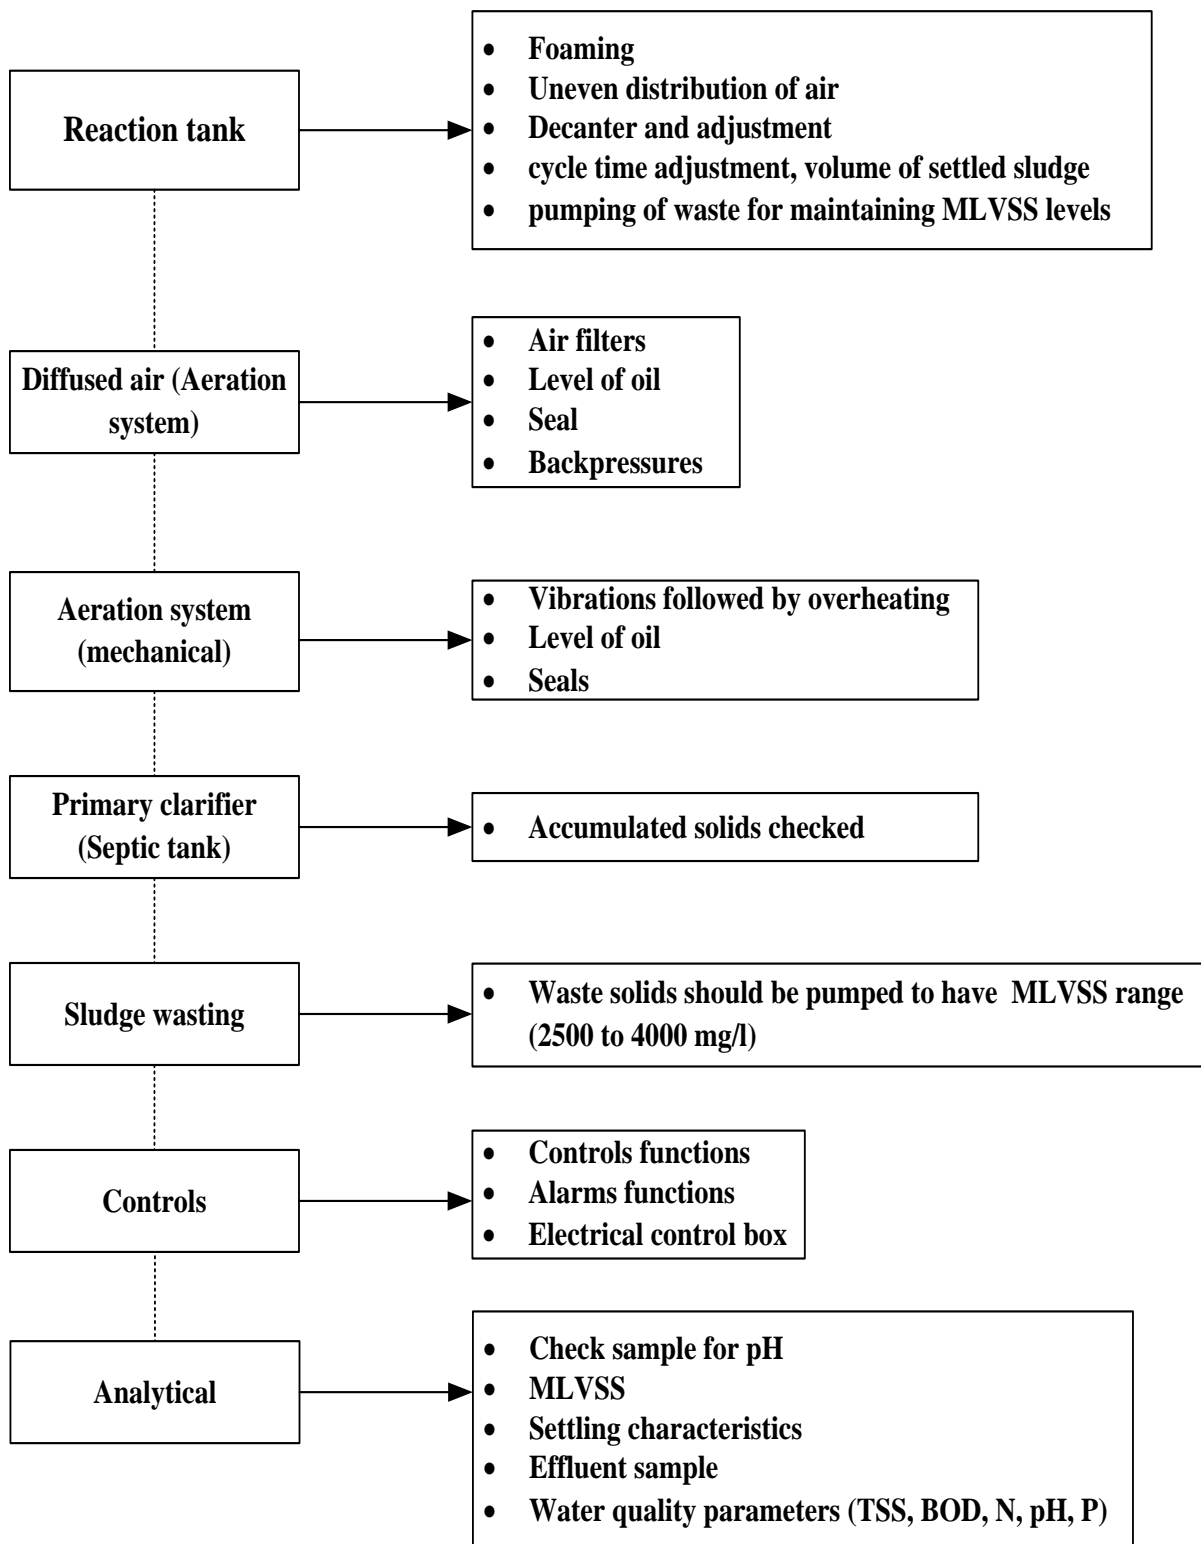 Reaction tank
• Foaming
• Uneven distribution of air
• Decanter and adjustment
• cycle time adjustment, volume of settled sludge
• pumping of waste for maintaining MLVSS levels
Diffused air (Aeration
system)
• Air filters
• Level of oil
• Seal
• Backpressures
Aeration system
(mechanical)
• Vibrations followed by overheating
• Level of oil
• Seals
Primary clarifier
(Septic tank)
• Accumulated solids checked
Sludge wasting
• Waste solids should be pumped to have MLVSS range
(2500 to 4000 mg/l)
Controls
• Controls functions
• Alarms functions
• Electrical control box
Analytical
• Check sample for pH
• MLVSS
• Settling characteristics
• Effluent sample
• Water quality parameters (TSS, BOD, N, pH, P)